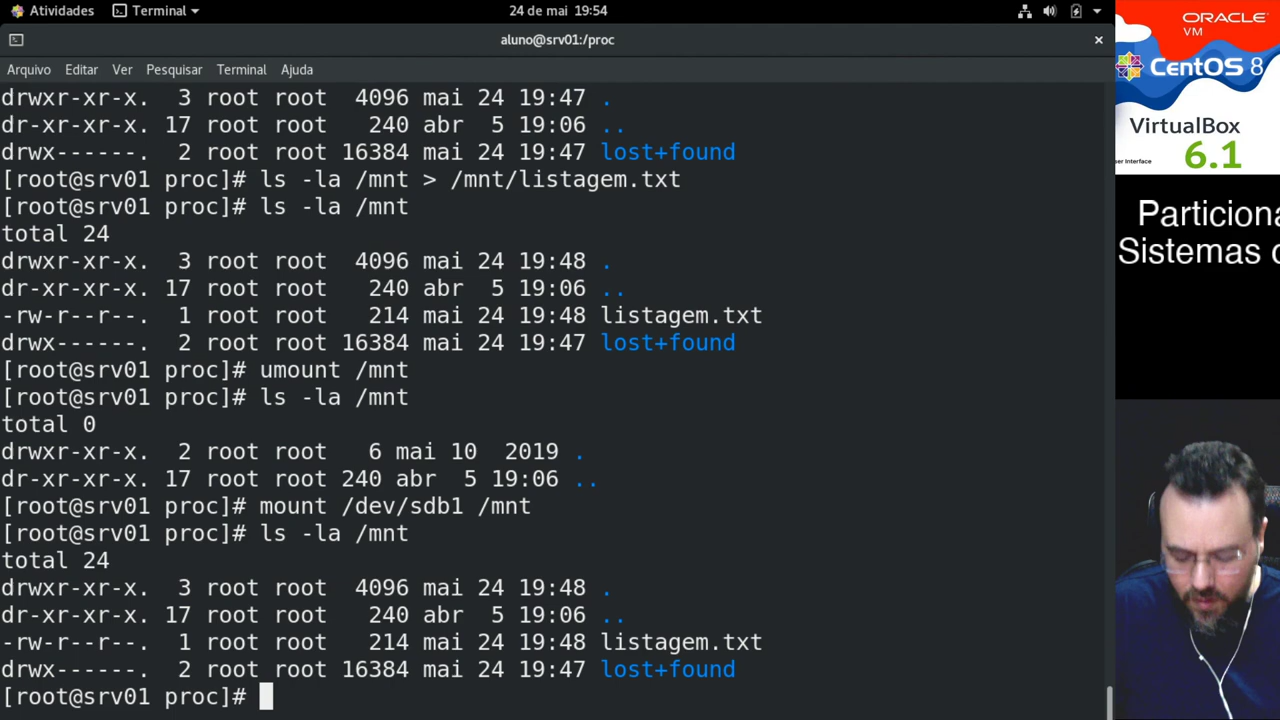 Atividades Terminal 24 de mai 19:54
aluno@srv01:/proc
Arquivo Editar Ver Pesquisar Terminal Ajuda
drwxr-xr-x. 3 root root 4096 mai 24 19:47 .
dr-xr-xr-x. 17 root root 240 abr 5 19:06 ..
drwx------. 2 root root 16384 mai 24 19:47 lost+found
[root@srv01 proc]# ls -la /mnt > /mnt/listagem.txt
[root@srv01 proc]# ls -la /mnt
total 24
drwxr-xr-x. 3 root root 4096 mai 24 19:48 .
dr-xr-xr-x. 17 root root 240 abr 5 19:06 ..
-rw-r--r--. 1 root root 214 mai 24 19:48 listagem.txt
drwx------. 2 root root 16384 mai 24 19:47 lost+found
[root@srv01 proc]# umount /mnt
[root@srv01 proc]# ls -la /mnt
total 0
drwxr-xr-x. 2 root root 6 mai 10 2019 .
dr-xr-xr-x. 17 root root 240 abr 5 19:06 ..
[root@srv01 proc]# mount /dev/sdb1 /mnt
[root@srv01 proc]# ls -la /mnt
total 24
drwxr-xr-x. 3 root root 4096 mai 24 19:48 .
dr-xr-xr-x. 17 root root 240 abr 5 19:06 ..
-rw-r--r--. 1 root root 214 mai 24 19:48 listagem.txt
drwx------. 2 root root 16384 mai 24 19:47 lost+found
[root@srv01 proc]#
ORACLE
VM
CentOS 8
VirtualBox
er Interface 6.1
Particiona
Sistemas